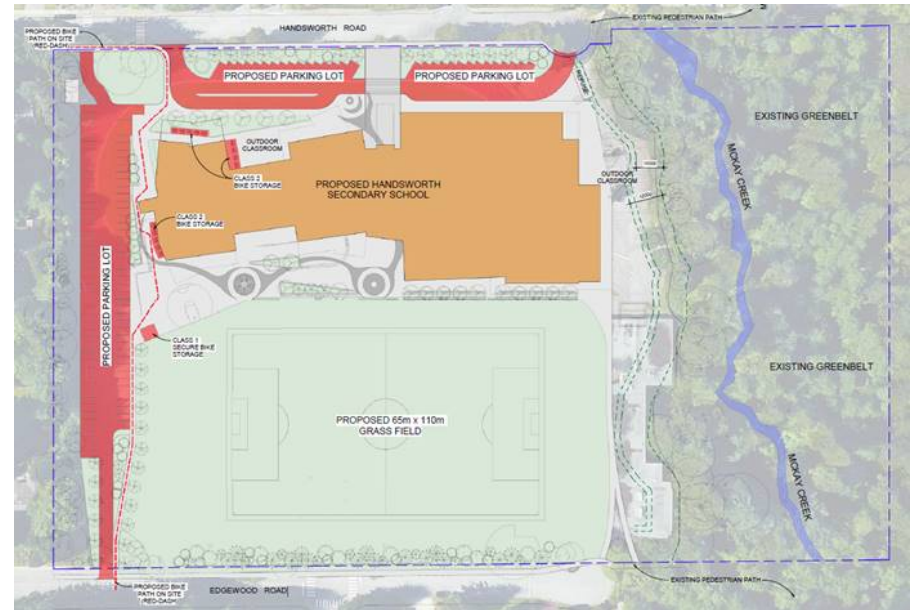 HANDSWORTH ROAD
EXISTING PEDESTRIAN PATH
PROPOSED BIKE
PATH ON SITE
(RED-DASH)
PROPOSED PARKING LOT
PROPOSED PARKING LOT
REFUGE
EXISTING GREENBELT
OUTDOOR
CLASSROOM
CLASS 2
BIKE STORAGE
MCKAY CREEK
OUTDOOR
CLASSROOM
PROPOSED HANDSWORTH
SECONDARY SCHOOL
CLASS 2
BIKE STORAGE
PROPOSED PARKING LOT
CLASS 1
SECURE BIKE
STORAGE
EXISTING GREENBELT
PROPOSED 65m x 110m
GRASS FIELD
MCKAY CREEK
EXISTING PEDESTRIAN PATH
PROPOSED BIKE
PATH ON SITE
(RED-DASH)
EDGEWOOD ROAD